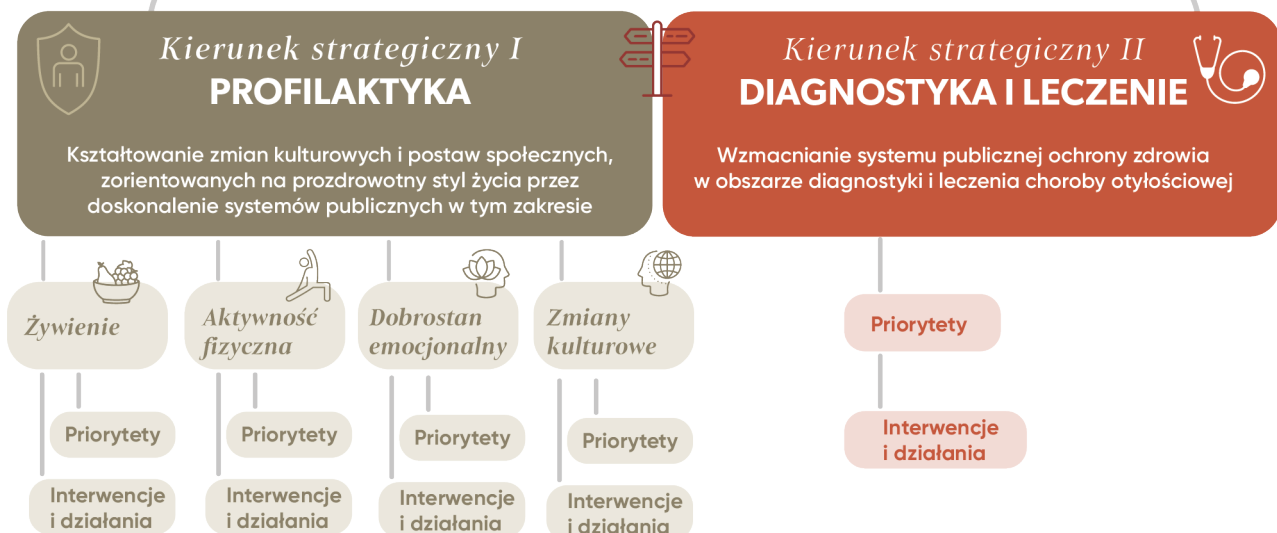 Kierunek strategiczny I
PROFILAKTYKA
Kształtowanie zmian kulturowych i postaw społecznych,
zorientowanych na prozdrowotny styl życia przez
doskonalenie systemów publicznych w tym zakresie
Kierunek strategiczny II
DIAGNOSTYKA I LECZENIE
Wzmacnianie systemu publicznej ochrony zdrowia
w obszarze diagnostyki i leczenia choroby otyłościowej
Żywienie
Priorytety
Interwencje
i działania
Aktywność
fizyczna
Priorytety
Interwencje
i działania
Dobrostan
emocjonalny
Priorytety
Interwencje
i działania
Zmiany
kulturowe
Priorytety
Interwencje
i działania
Priorytety
Interwencje
i działania